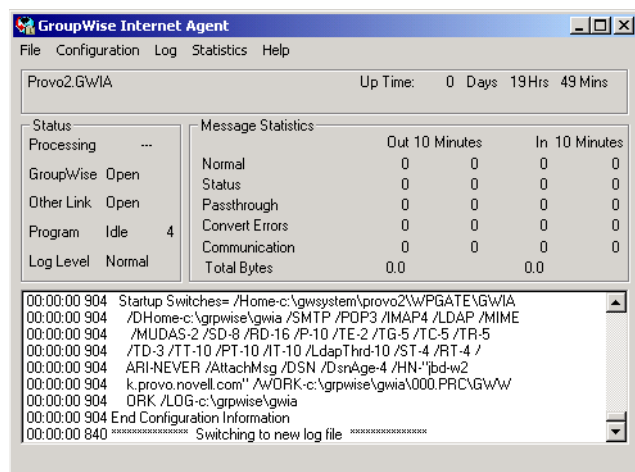 GroupWise Internet Agent
File Configuration Log Statistics Help
Provo2.GWIA Up Time: 0 Days 19Hrs 49 Mins
Status
Processing ---
GroupWise Open
Other Link Open
Program Idle 4
Log Level Normal
Message Statistics
Out 10 Minutes In 10 Minutes
Normal 0 0 0 0
Status 0 0 0 0
Passthrough 0 0 0 0
Convert Errors 0 0 0 0
Communication 0 0 0 0
Total Bytes 0.0 0.0
00:00:00 904 Startup Switches= /Home-c:\gwsystem\provo2\WPGATE\GWIA
00:00:00 904 /DHome-c:\grpwise\gwia /SMTP /POP3 /IMAP4 /LDAP /MIME
00:00:00 904 /MUDAS-2 /SD-8 /RD-16 /P-10 /TE-2 /TG-5 /TC-5 /TR-5
00:00:00 904 /TD-3 /TT-10 /PT-10 /IT-10 /LdapThrd-10 /ST-4 /RT-4 /
00:00:00 904 ARI-NEVER /AttachMsg /DSN /DsnAge-4 /HN-"jbd-w2
00:00:00 904 k.provo.novell.com" /WORK-c:\grpwise\gwia\000.PRC\GWW
00:00:00 904 ORK /LOG-c:\grpwise\gwia
00:00:00 904 End Configuration Information
00:00:00 840 *************** Switching to new log file ***************